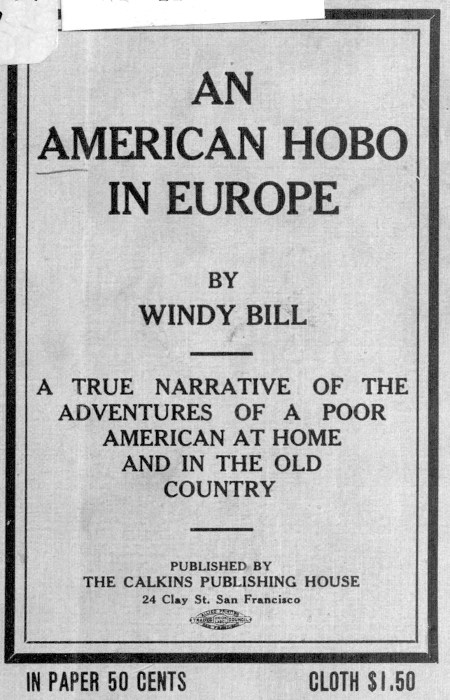 AN
AMERICAN HOBO
IN EUROPE
BY
WINDY BILL
A TRUE NARRATIVE OF THE
ADVENTURES OF A POOR
AMERICAN AT HOME
AND IN THE OLD
COUNTRY
PUBLISHED BY
THE CALKINS PUBLISHING HOUSE
24 Clay St. San Francisco
IN PAPER 50 CENTS CLOTH $1.50